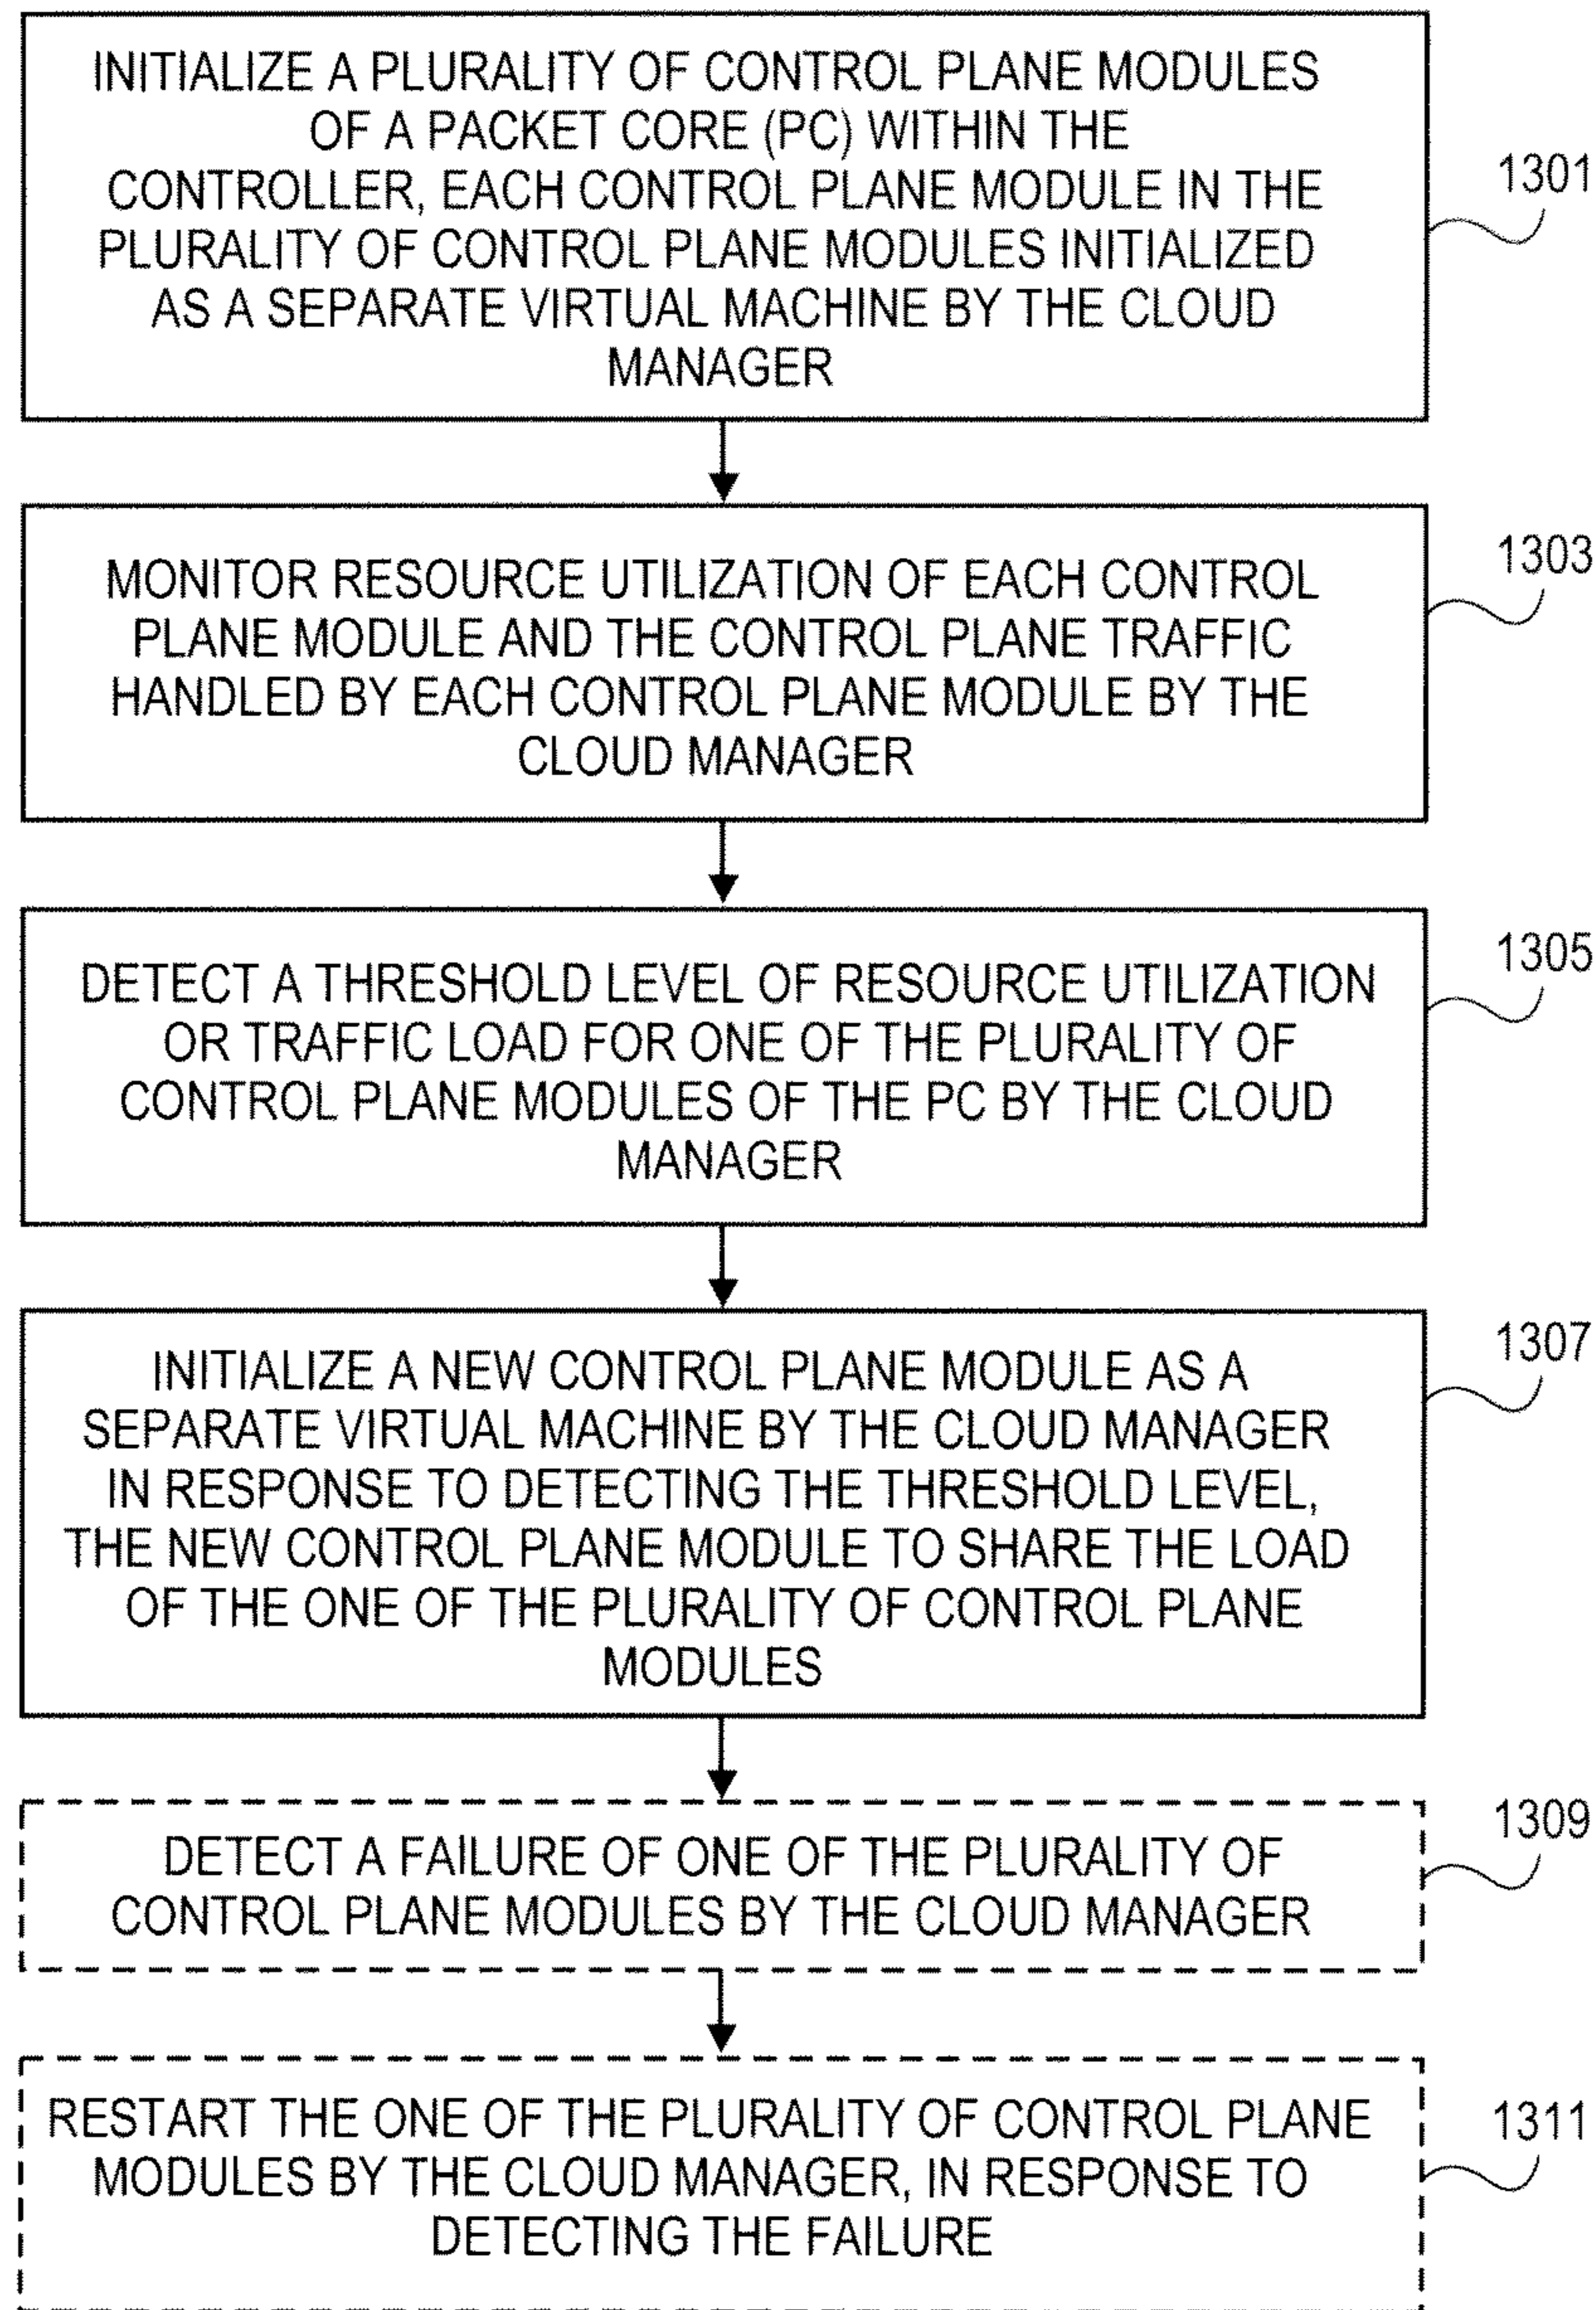 INITIALIZE A PLURALITY OF CONTROL PLANE MODULES
OF A PACKET CORE (PC) WITHIN THE
CONTROLLER, EACH CONTROL PLANE MODULE IN THE
PLURALITY OF CONTROL PLANE MODULES INITIALIZED
AS A SEPARATE VIRTUAL MACHINE BY THE CLOUD
MANAGER
1301
MONITOR RESOURCE UTILIZATION OF EACH CONTROL
PLANE MODULE AND THE CONTROL PLANE TRAFFIC
HANDLED BY EACH CONTROL PLANE MODULE BY THE
CLOUD MANAGER
1303
DETECT A THRESHOLD LEVEL OF RESOURCE UTILIZATION
OR TRAFFIC LOAD FOR ONE OF THE PLURALITY OF
CONTROL PLANE MODULES OF THE PC BY THE CLOUD
MANAGER
1305
INITIALIZE A NEW CONTROL PLANE MODULE AS A
SEPARATE VIRTUAL MACHINE BY THE CLOUD MANAGER
IN RESPONSE TO DETECTING THE THRESHOLD LEVEL,
THE NEW CONTROL PLANE MODULE TO SHARE THE LOAD
OF THE ONE OF THE PLURALITY OF CONTROL PLANE
MODULES
1307
DETECT A FAILURE OF ONE OF THE PLURALITY OF
CONTROL PLANE MODULES BY THE CLOUD MANAGER
1309
RESTART THE ONE OF THE PLURALITY OF CONTROL PLANE
MODULES BY THE CLOUD MANAGER, IN RESPONSE TO
DETECTING THE FAILURE
1311